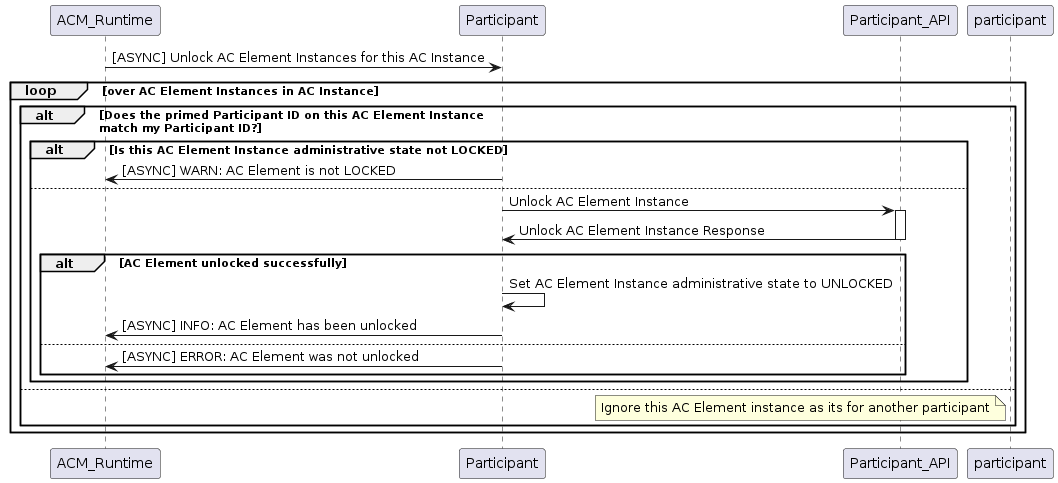 ACM_Runtime
Participant
Participant_API
participant
[ASYNC] Unlock AC Element Instances for this AC Instance
loop
[over AC Element Instances in AC Instance]
alt
[Does the primed Participant ID on this AC Element Instance
match my Participant ID?]
alt
[Is this AC Element Instance administrative state not LOCKED]
[ASYNC] WARN: AC Element is not LOCKED
Unlock AC Element Instance
Unlock AC Element Instance Response
alt
[AC Element unlocked successfully]
Set AC Element Instance administrative state to UNLOCKED
[ASYNC] INFO: AC Element has been unlocked
[ASYNC] ERROR: AC Element was not unlocked
Ignore this AC Element instance as its for another participant
ACM_Runtime
Participant
Participant_API
participant